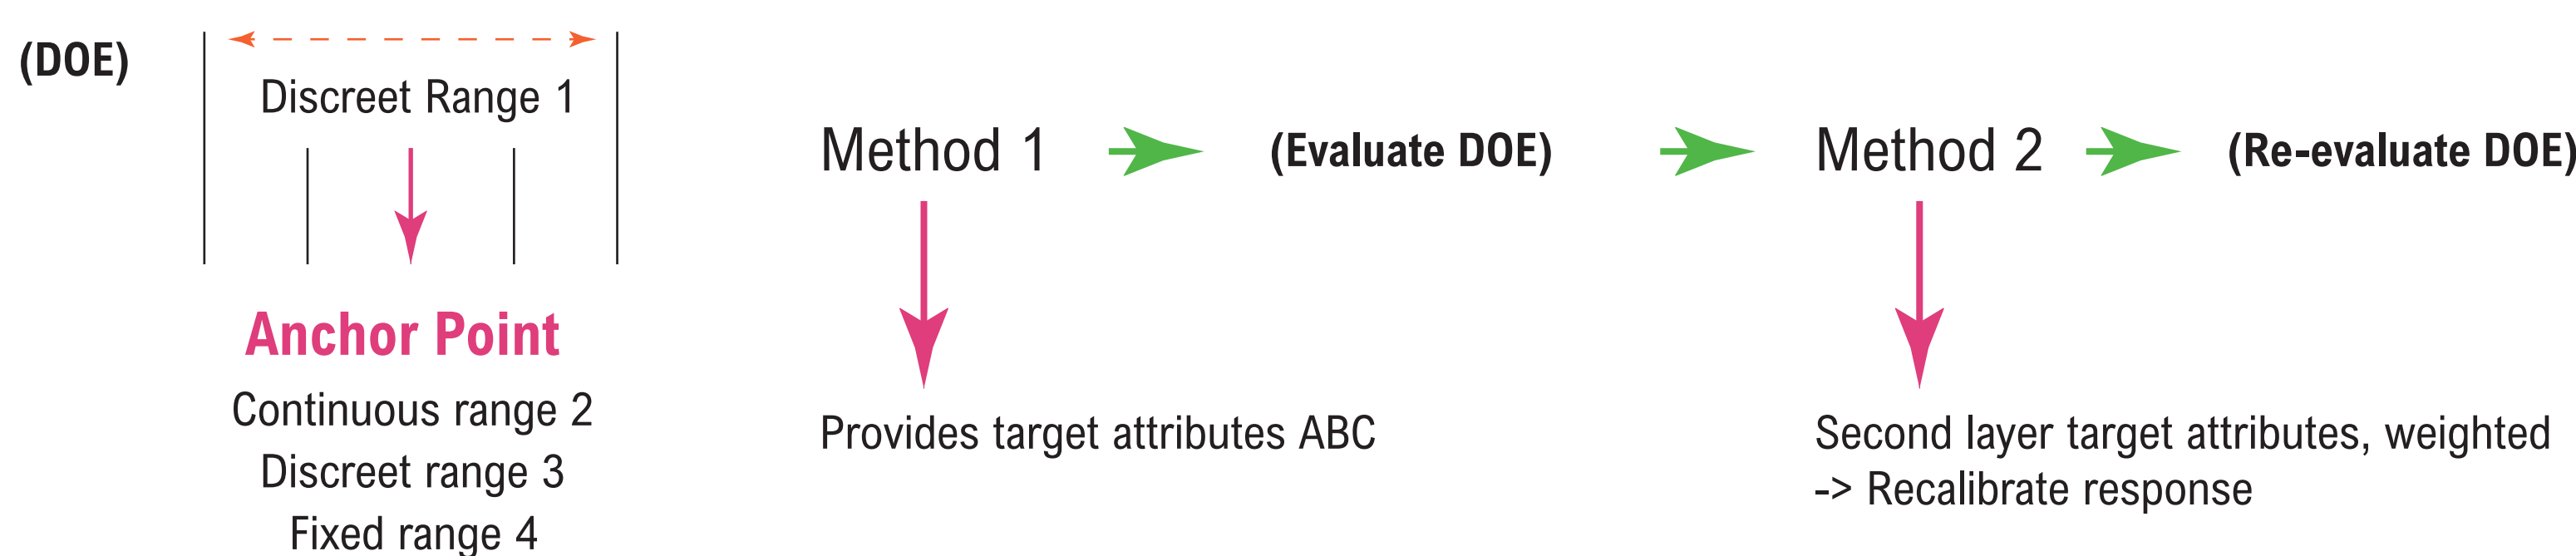 (DOE)
Discreet Range 1
Anchor Point
Continuous range 2
Discreet range 3
Fixed range 4
Method 1
(Evaluate DOE)
Method 2
(Re-evaluate DOE)
Provides target attributes ABC
Second layer target attributes, weighted
-> Recalibrate response